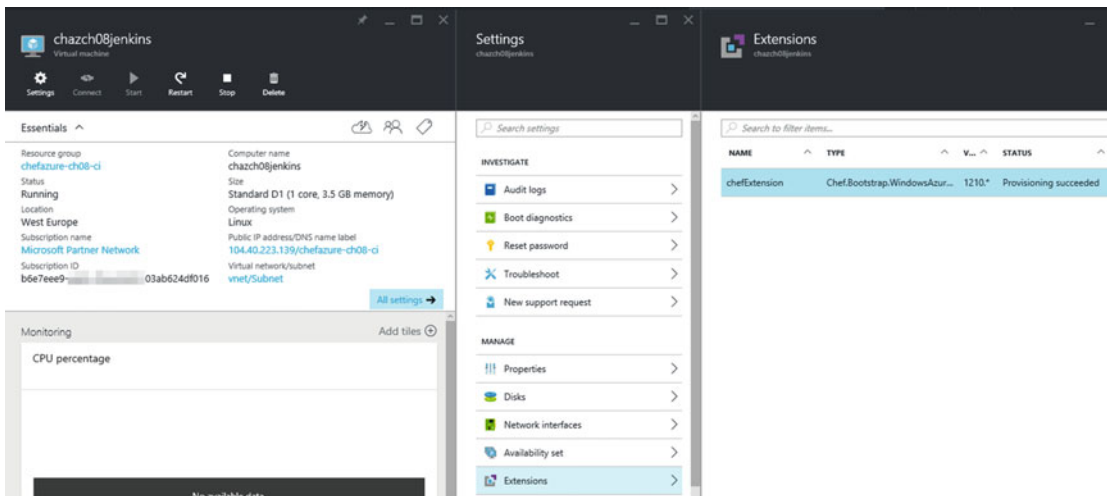 chazch08jenkins
Virtual machine
Settings
Connect
Start
Restart
Stop
Delete
Essentials
Resource group
chefazure-ch08-ci
Status
Running
Location
West Europe
Subscription name
Microsoft Partner Network
Subscription ID
b6e7eee9- 03ab624df016
Computer name
chazch08jenkins
Size
Standard D1 (1 core, 3.5 GB memory)
Operating system
Linux
Public IP address/DNS name label
104.40.223.139/chefazure-ch08-ci
Virtual network/subnet
vnet/Subnet
All settings
Monitoring
Add tiles
CPU percentage
No available data
Settings
chazch08jenkins
Search settings
INVESTIGATE
Audit logs
Boot diagnostics
Reset password
Troubleshoot
New support request
MANAGE
Properties
Disks
Network interfaces
Availability set
Extensions
Extensions
chazch08jenkins
Search to filter items...
NAME TYPE V... STATUS
chefExtension Chef.Bootstrap.WindowsAzur... 1210.* Provisioning succeeded